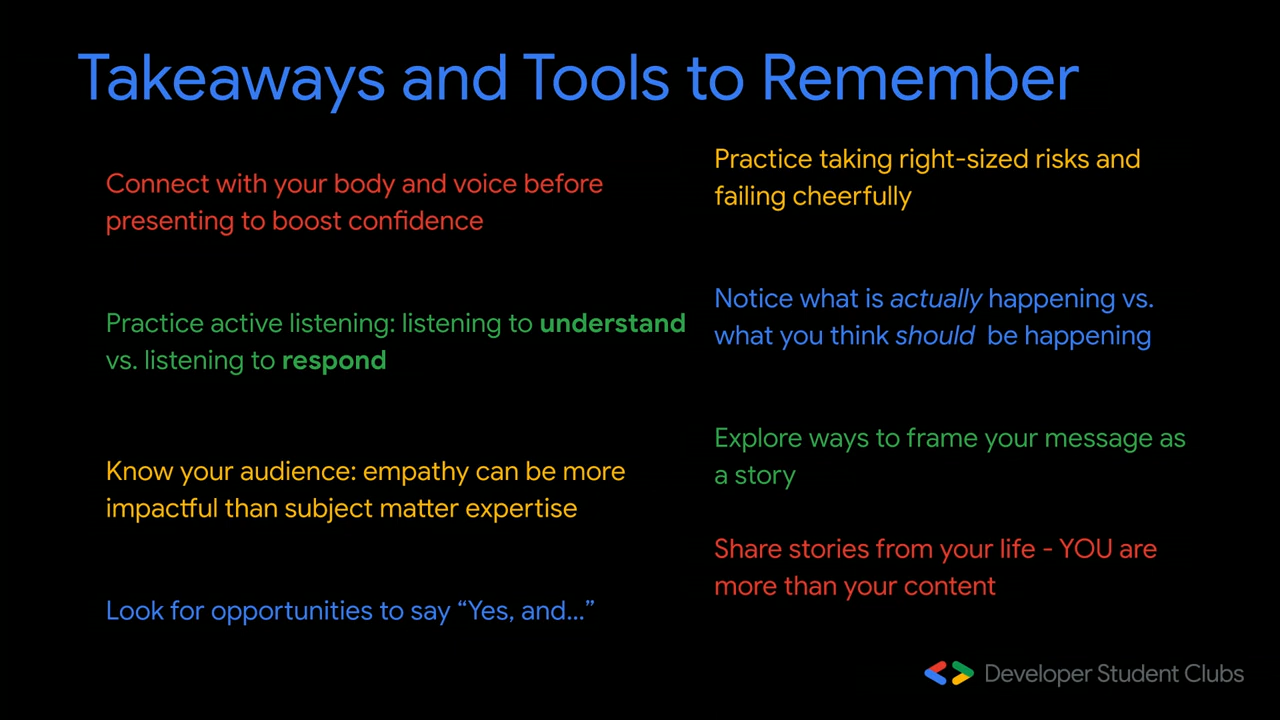 Takeaways and Tools to Remember
Connect with your body and voice before
presenting to boost confidence
Practice active listening: listening to understand
vs. listening to respond
Know your audience: empathy can be more
impactful than subject matter expertise
Look for opportunities to say “Yes, and...”
Practice taking right-sized risks and
failing cheerfully
Notice what is actually happening vs.
what you think should be happening
Explore ways to frame your message as
a story
Share stories from your life - YOU are
more than your content
Developer Student Clubs